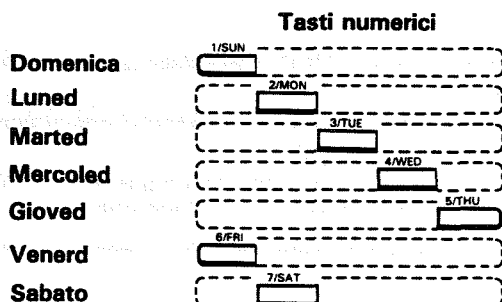 Tasti numerici
Domenica 1/SUN
Luned 2/MON
Marted 3/TUE
Mercoled 4/WED
Gioved 5/THU
Venerd 6/FRI
Sabato 7/SAT